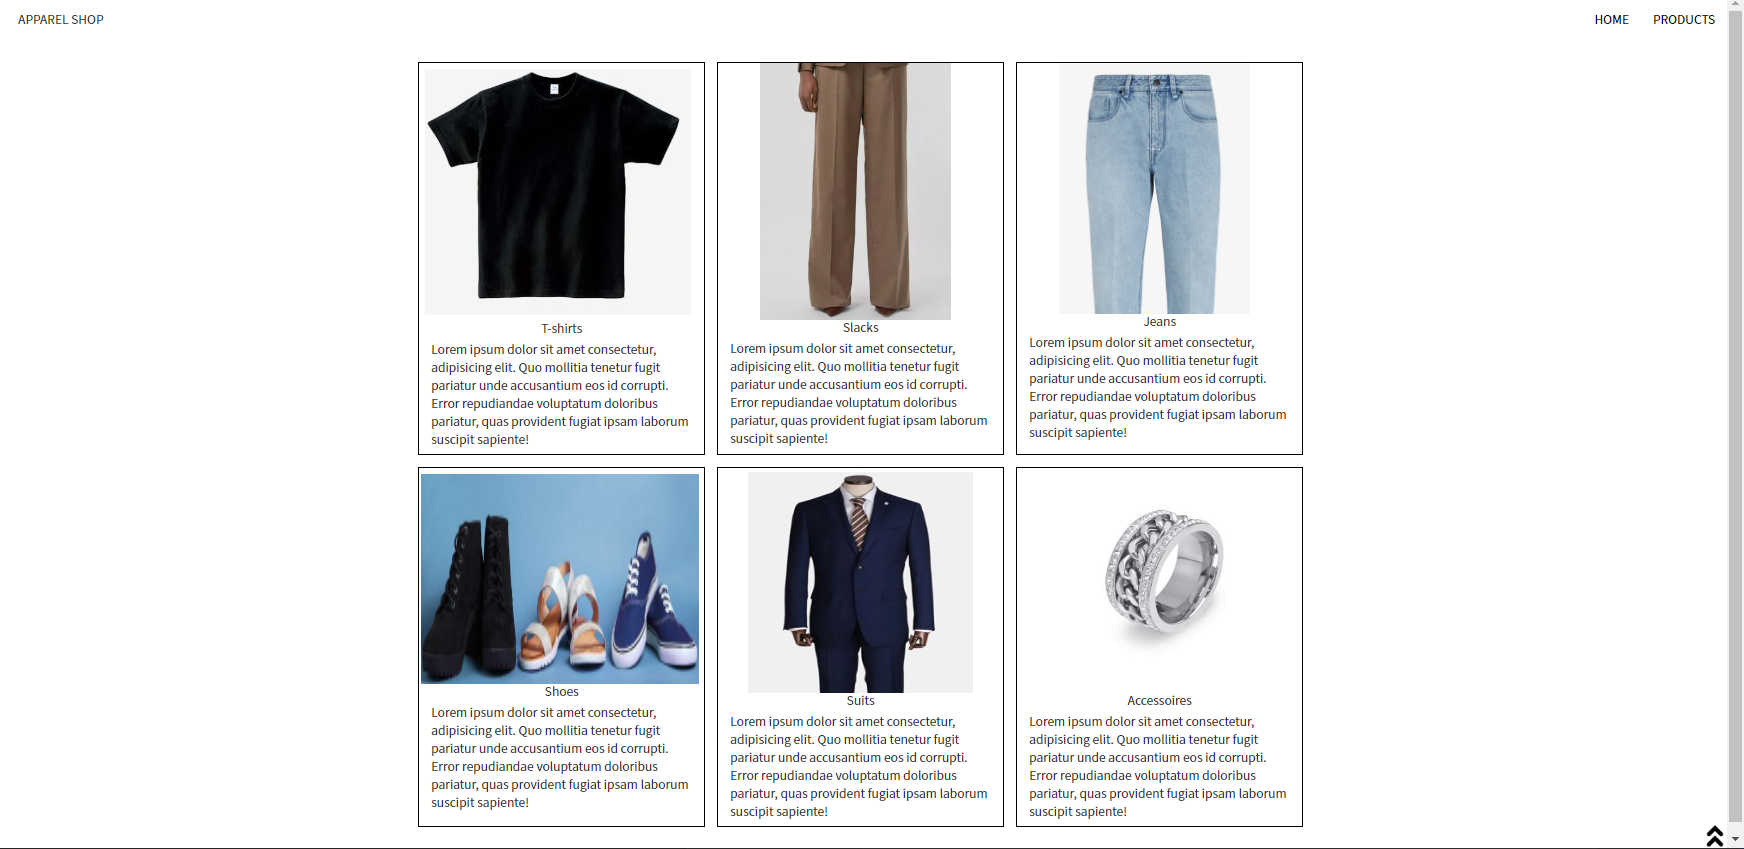 APPAREL SHOP
HOME
PRODUCTS
T-shirts
Lorem ipsum dolor sit amet consectetur,
adipisicing elit. Quo mollitia tenetur fugit
pariatur unde accusantium eos id corrupti.
Error repudiandae voluptatum doloribus
pariatur, quas provident fugiat ipsam laborum
suscipit sapiente!
Slacks
Lorem ipsum dolor sit amet consectetur,
adipisicing elit. Quo mollitia tenetur fugit
pariatur unde accusantium eos id corrupti.
Error repudiandae voluptatum doloribus
pariatur, quas provident fugiat ipsam laborum
suscipit sapiente!
Jeans
Lorem ipsum dolor sit amet consectetur,
adipisicing elit. Quo mollitia tenetur fugit
pariatur unde accusantium eos id corrupti.
Error repudiandae voluptatum doloribus
pariatur, quas provident fugiat ipsam laborum
suscipit sapiente!
Shoes
Lorem ipsum dolor sit amet consectetur,
adipisicing elit. Quo mollitia tenetur fugit
pariatur unde accusantium eos id corrupti.
Error repudiandae voluptatum doloribus
pariatur, quas provident fugiat ipsam laborum
suscipit sapiente!
Suits
Lorem ipsum dolor sit amet consectetur,
adipisicing elit. Quo mollitia tenetur fugit
pariatur unde accusantium eos id corrupti.
Error repudiandae voluptatum doloribus
pariatur, quas provident fugiat ipsam laborum
suscipit sapiente!
Accessoires
Lorem ipsum dolor sit amet consectetur,
adipisicing elit. Quo mollitia tenetur fugit
pariatur unde accusantium eos id corrupti.
Error repudiandae voluptatum doloribus
pariatur, quas provident fugiat ipsam laborum
suscipit sapiente!